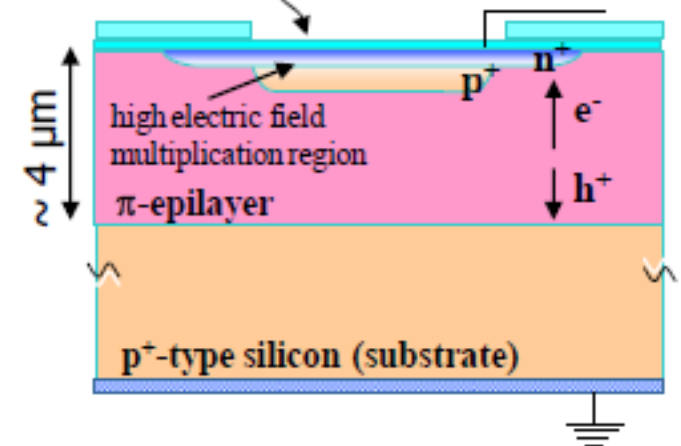 n⁺
p⁺
high electric field
multiplication region
e⁻
h⁺
~ 4 μm
π-epilayer
p⁺-type silicon (substrate)